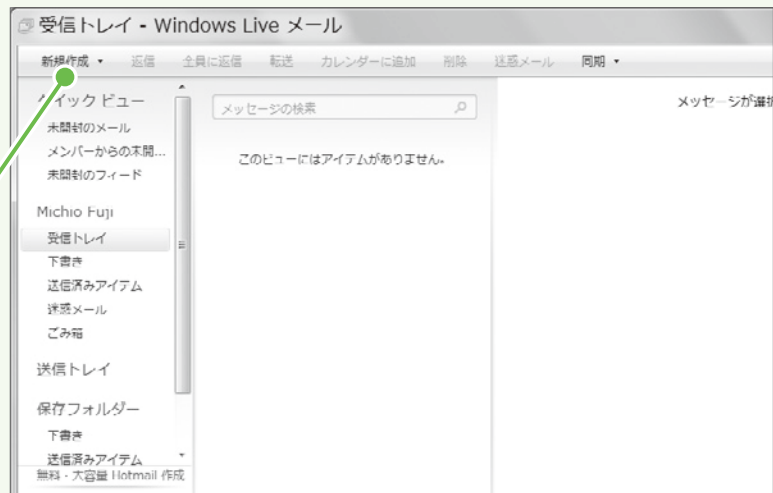 受信トレイ - Windows Live メール
新規作成 ▼ 返信 全員に返信 転送 カレンダーに追加 削除 迷惑メール 同期 ▼
クイック ビュー
未開封のメール
メンバーからの未開...
未開封のフィード
Michio Fuji
受信トレイ
下書き
送信済みアイテム
迷惑メール
ごみ箱
送信トレイ
保存フォルダー
下書き
送信済みアイテム
無料・大容量 Hotmail 作成
メッセージの検索
このビューにはアイテムがありません。
メッセージが選択